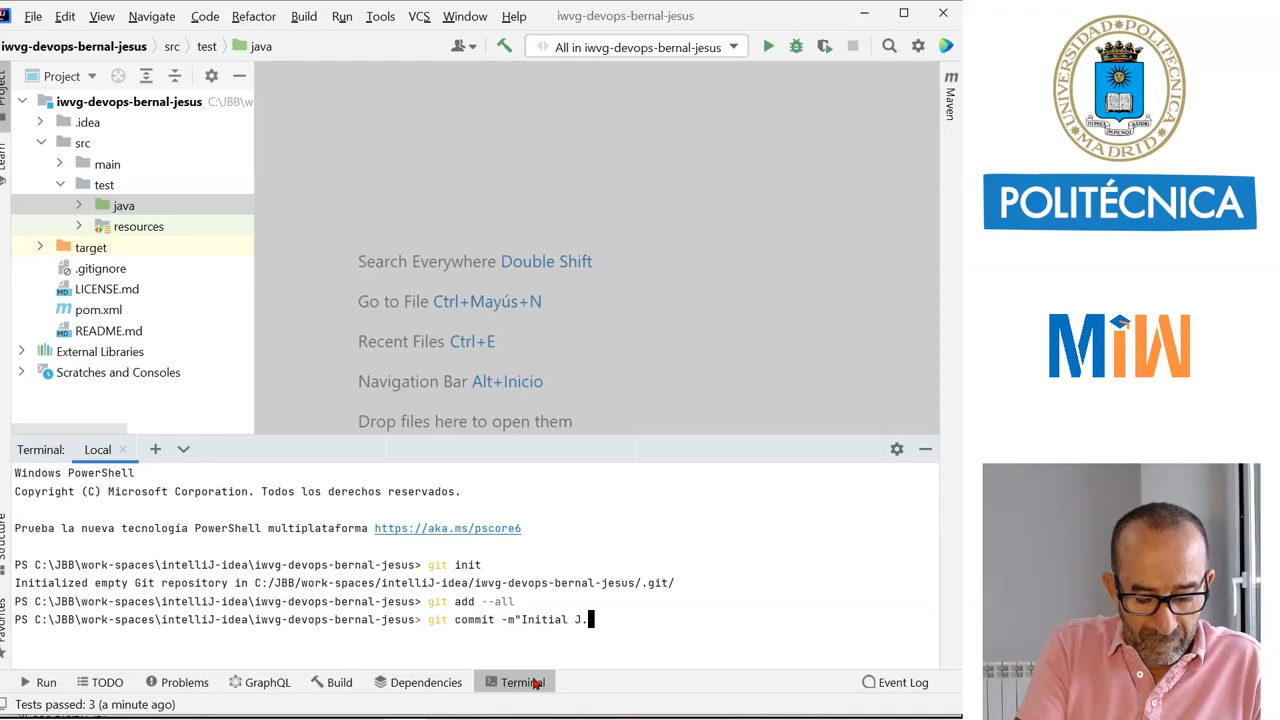 File Edit View Navigate Code Refactor Build Run Tools VCS Window Help iwvg-devops-bernal-jesus
iwvg-devops-bernal-jesus src test java All in iwvg-devops-bernal-jesus
Project
iwvg-devops-bernal-jesus C:\JBB\w
.idea
src
main
test
java
resources
target
.gitignore
LICENSE.md
pom.xml
README.md
External Libraries
Scratches and Consoles
Project
Learn
Structure
Favorites
Search Everywhere Double Shift
Go to File Ctrl+Mayús+N
Recent Files Ctrl+E
Navigation Bar Alt+Inicio
Drop files here to open them
m
Maven
Terminal: Local
Windows PowerShell
Copyright (C) Microsoft Corporation. Todos los derechos reservados.
Prueba la nueva tecnología PowerShell multiplataforma https://aka.ms/pscore6
PS C:\JBB\work-spaces\intelliJ-idea\iwvg-devops-bernal-jesus> git init
Initialized empty Git repository in C:/JBB/work-spaces/intelliJ-idea/iwvg-devops-bernal-jesus/.git/
PS C:\JBB\work-spaces\intelliJ-idea\iwvg-devops-bernal-jesus> git add --all
PS C:\JBB\work-spaces\intelliJ-idea\iwvg-devops-bernal-jesus> git commit -m"Initial J.
Run TODO Problems GraphQL Build Dependencies Terminal Event Log
Tests passed: 3 (a minute ago)
UNIVERSIDAD POLITÉCNICA
MADRID
POLITÉCNICA
MiW